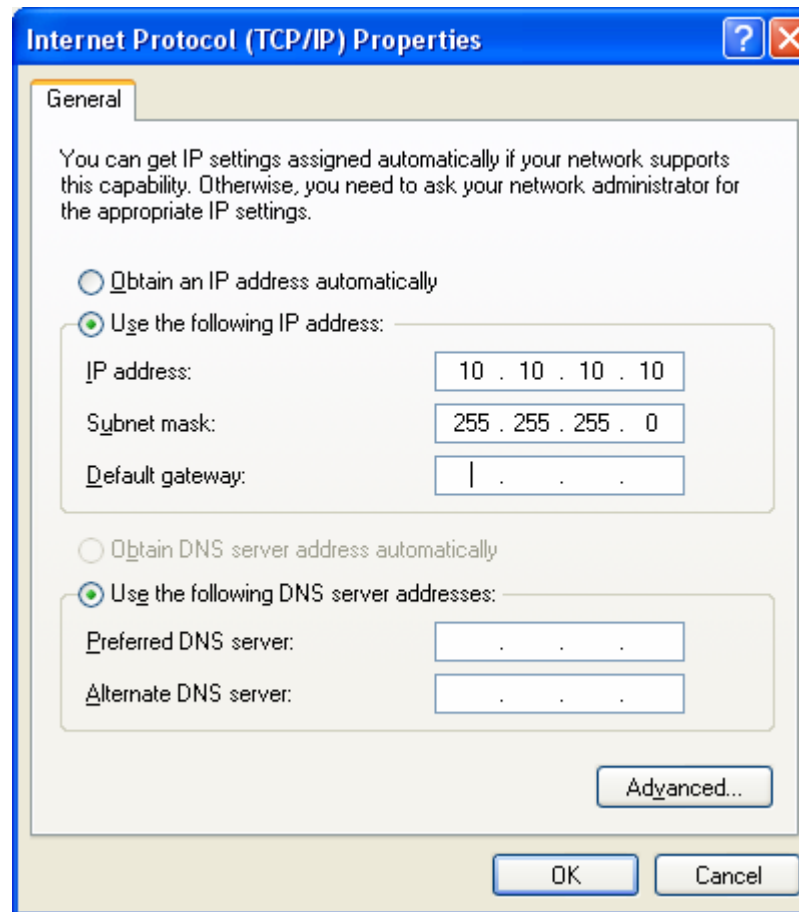 Internet Protocol (TCP/IP) Properties
General
You can get IP settings assigned automatically if your network supports
this capability. Otherwise, you need to ask your network administrator for
the appropriate IP settings.
Obtain an IP address automatically
Use the following IP address:
IP address: 10 . 10 . 10 . 10
Subnet mask: 255 . 255 . 255 . 0
Default gateway: . . .
Obtain DNS server address automatically
Use the following DNS server addresses:
Preferred DNS server: . . .
Alternate DNS server: . . .
Advanced...
OK Cancel